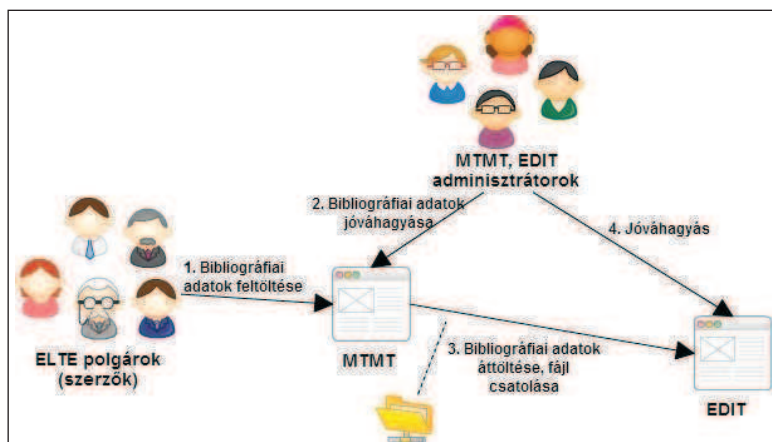 MTMT, EDIT
adminisztrátorok
2. Bibliográfiai adatok
jóváhagyása
4. Jóváhagyás
1. Bibliográfiai
adatok feltöltése
ELTE polgárok
(szerzők)
MTMT
3. Bibliográfiai adatok
áttöltése, fájl
csatolása
EDIT